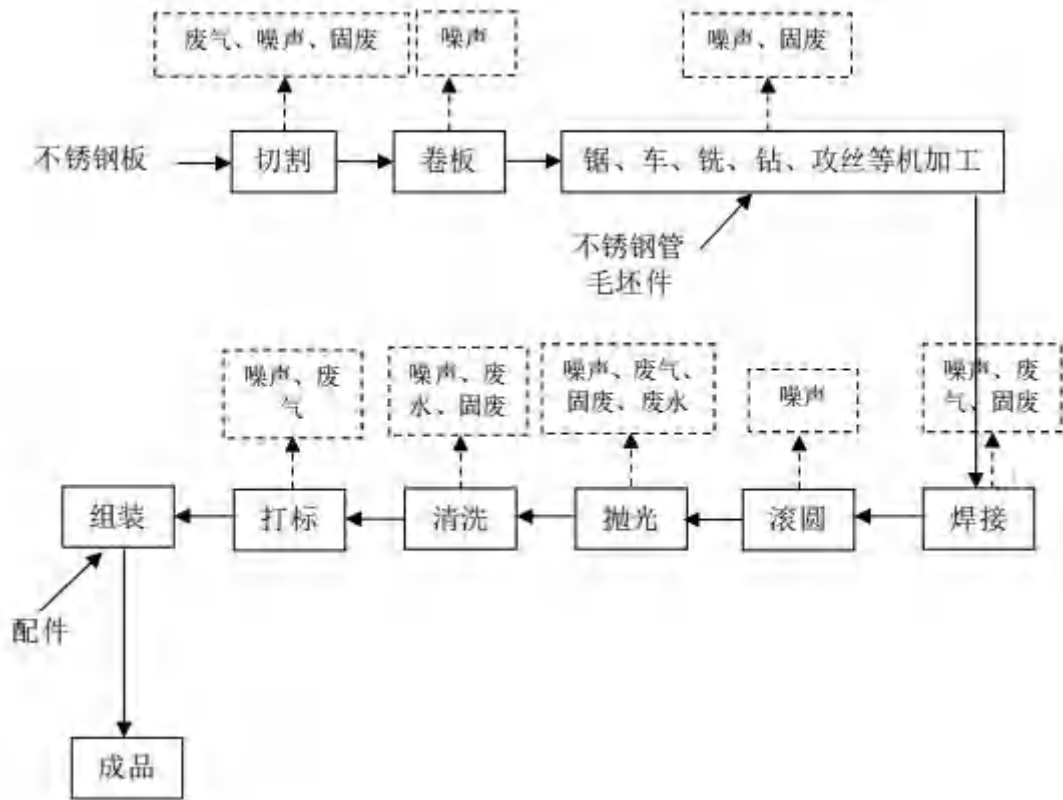 废气、噪声、固废
噪声
噪声、固废
不锈钢板
切割
卷板
锯、车、铣、钻、攻丝等机加工
不锈钢管
毛坯件
噪声、废
气
噪声、废
水、固废
噪声、废气、
固废、废水
噪声
噪声、废
气、固废
组装
打标
清洗
抛光
滚圆
焊接
配件
成品